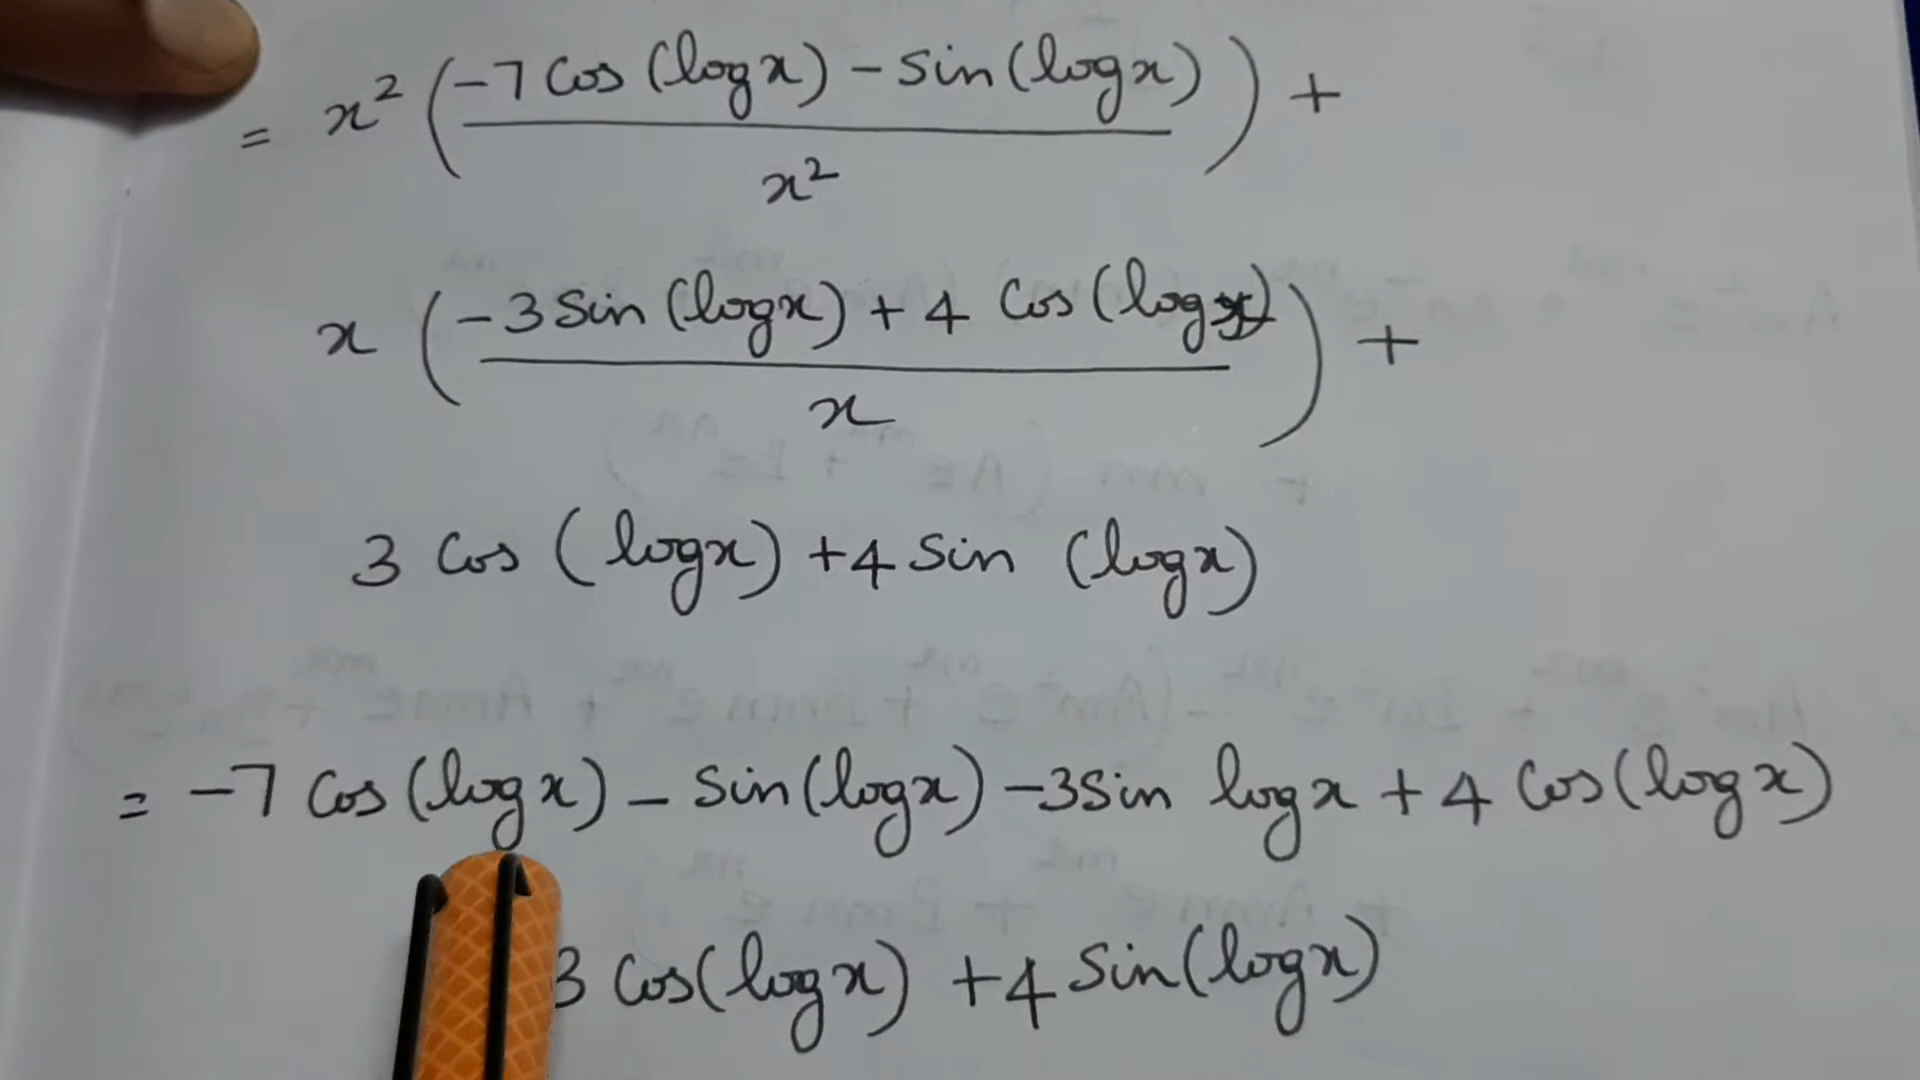 = x² (-7 cos (log x) - sin (log x)) +
x²
x (-3 sin (log x) + 4 cos (log x)) +
x
3 cos (log x) + 4 sin (log x)
= -7 cos (log x) - sin (log x) - 3 sin log x + 4 cos (log x)
3 cos (log x) + 4 sin (log x)